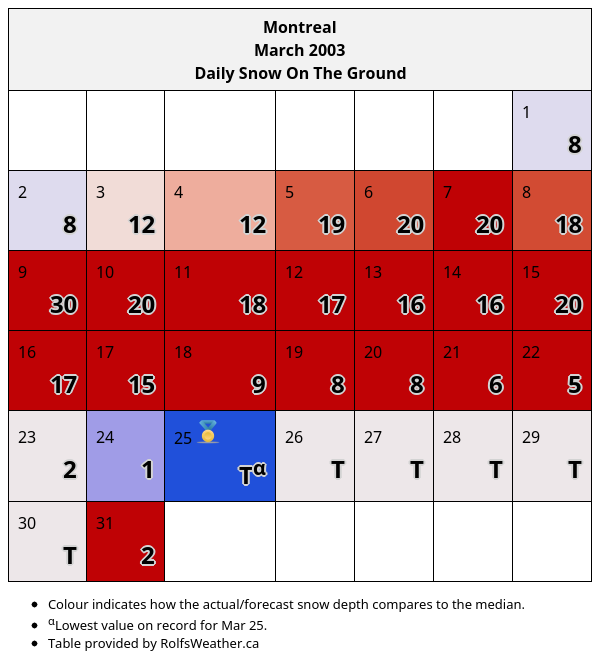 Montreal
March 2003
Daily Snow On The Ground
1
8
2 3 4 5 6 7 8
8 12 12 19 20 20 18
9 10 11 12 13 14 15
30 20 18 17 16 16 20
16 17 18 19 20 21 22
17 15 9 8 8 6 5
23 24 25 26 27 28 29
2 1 Tα T T T T
30 31
T 2
Colour indicates how the actual/forecast snow depth compares to the median.
αLowest value on record for Mar 25.
Table provided by RolfsWeather.ca